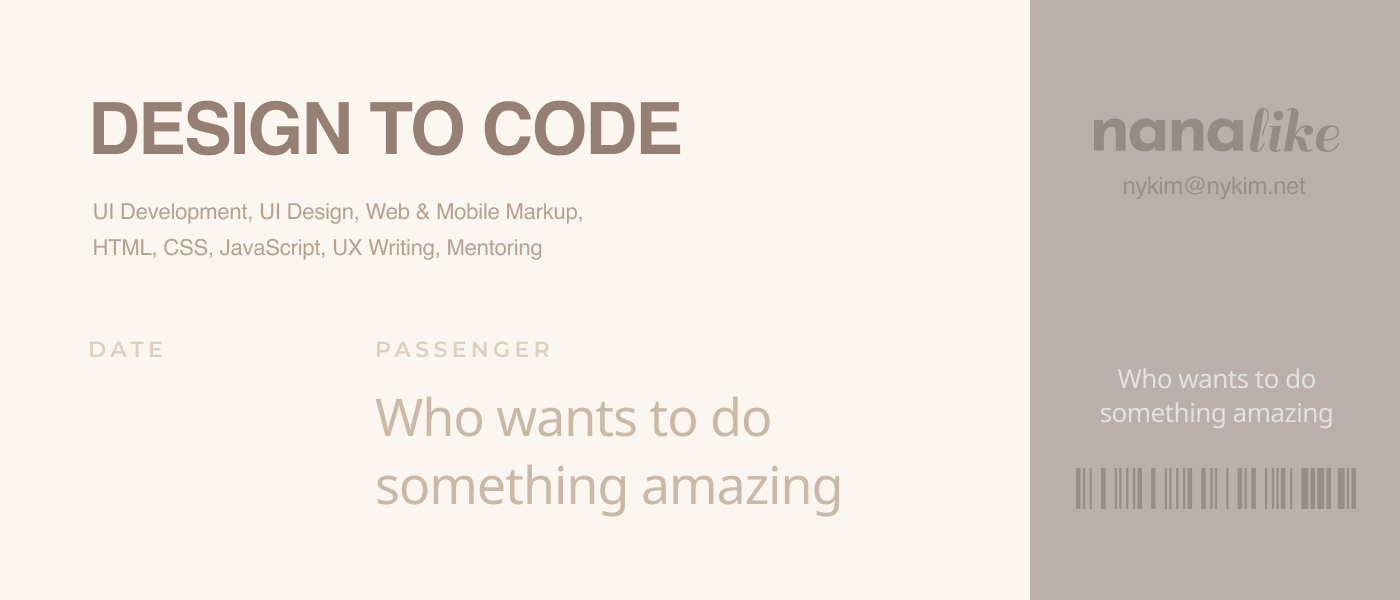 DESIGN TO CODE
UI Development, UI Design, Web & Mobile Markup,
HTML, CSS, JavaScript, UX Writing, Mentoring
DATE
PASSENGER
Who wants to do
something amazing
nanalike
nykim@nykim.net
Who wants to do
something amazing